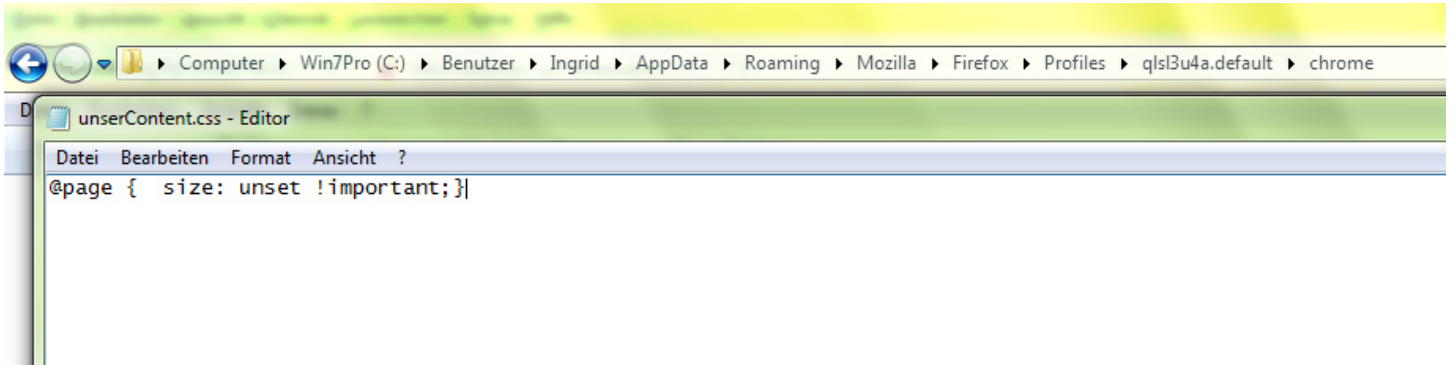 Computer Win7Pro (C:) Benutzer Ingrid AppData Roaming Mozilla Firefox Profiles qlsl3u4a.default chrome
D
unserContent.css - Editor
Datei Bearbeiten Format Ansicht ?
@page {  size: unset !important;}